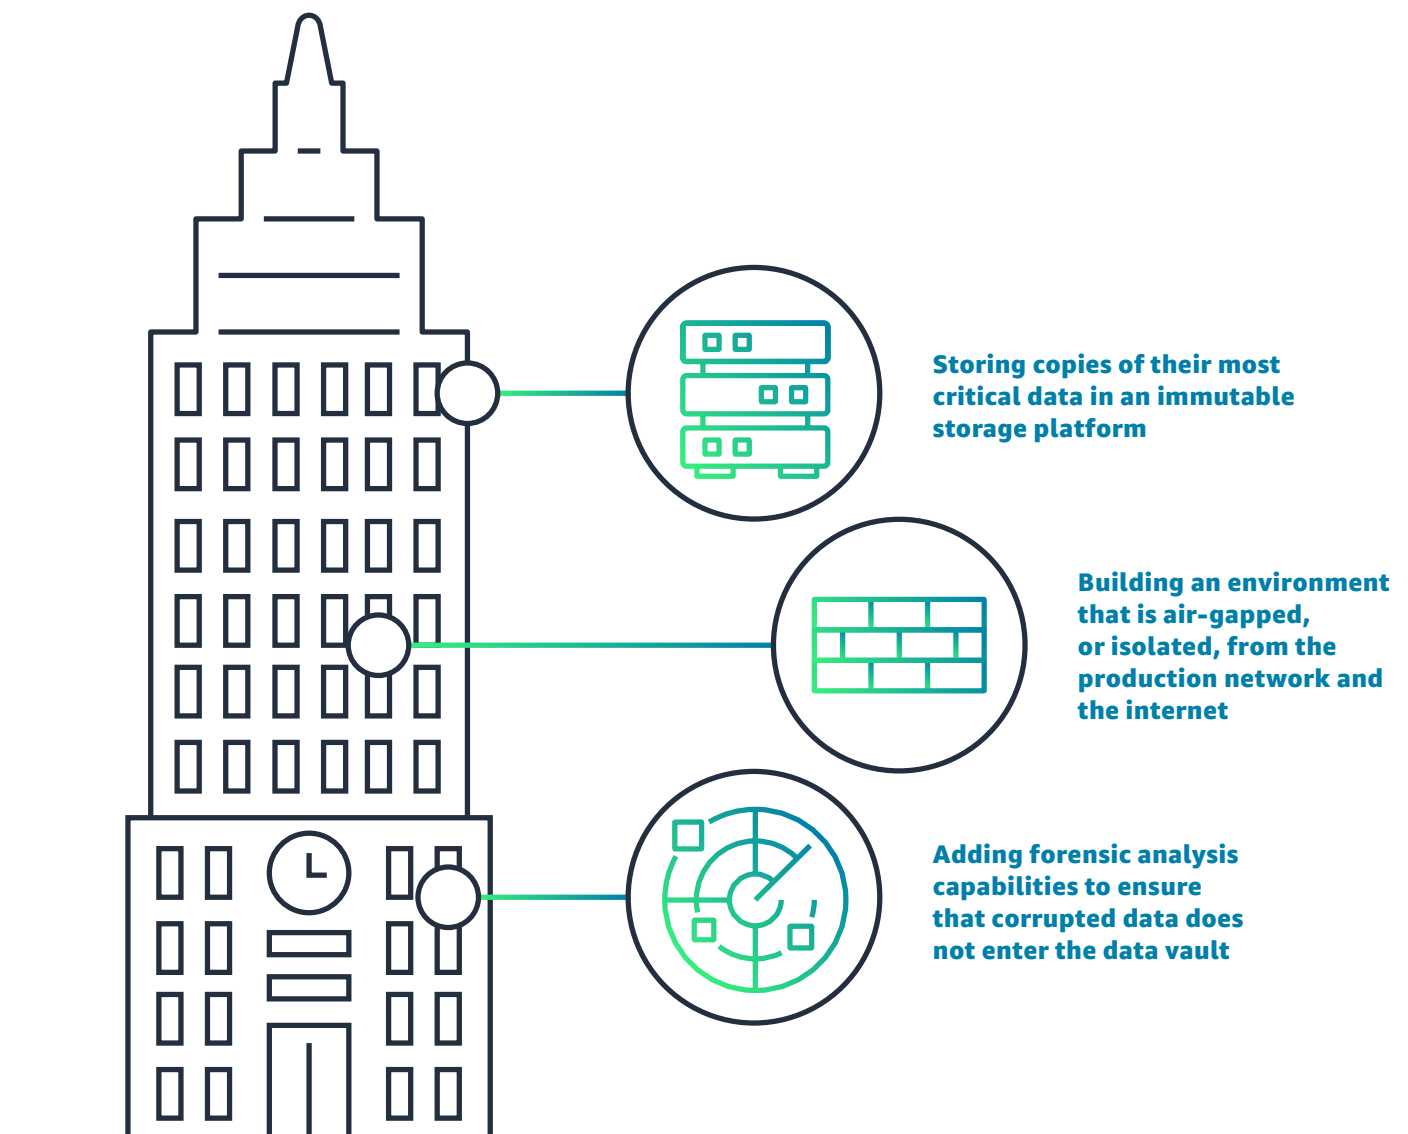 Storing copies of their most
critical data in an immutable
storage platform
Building an environment
that is air-gapped,
or isolated, from the
production network and
the internet
Adding forensic analysis
capabilities to ensure
that corrupted data does
not enter the data vault